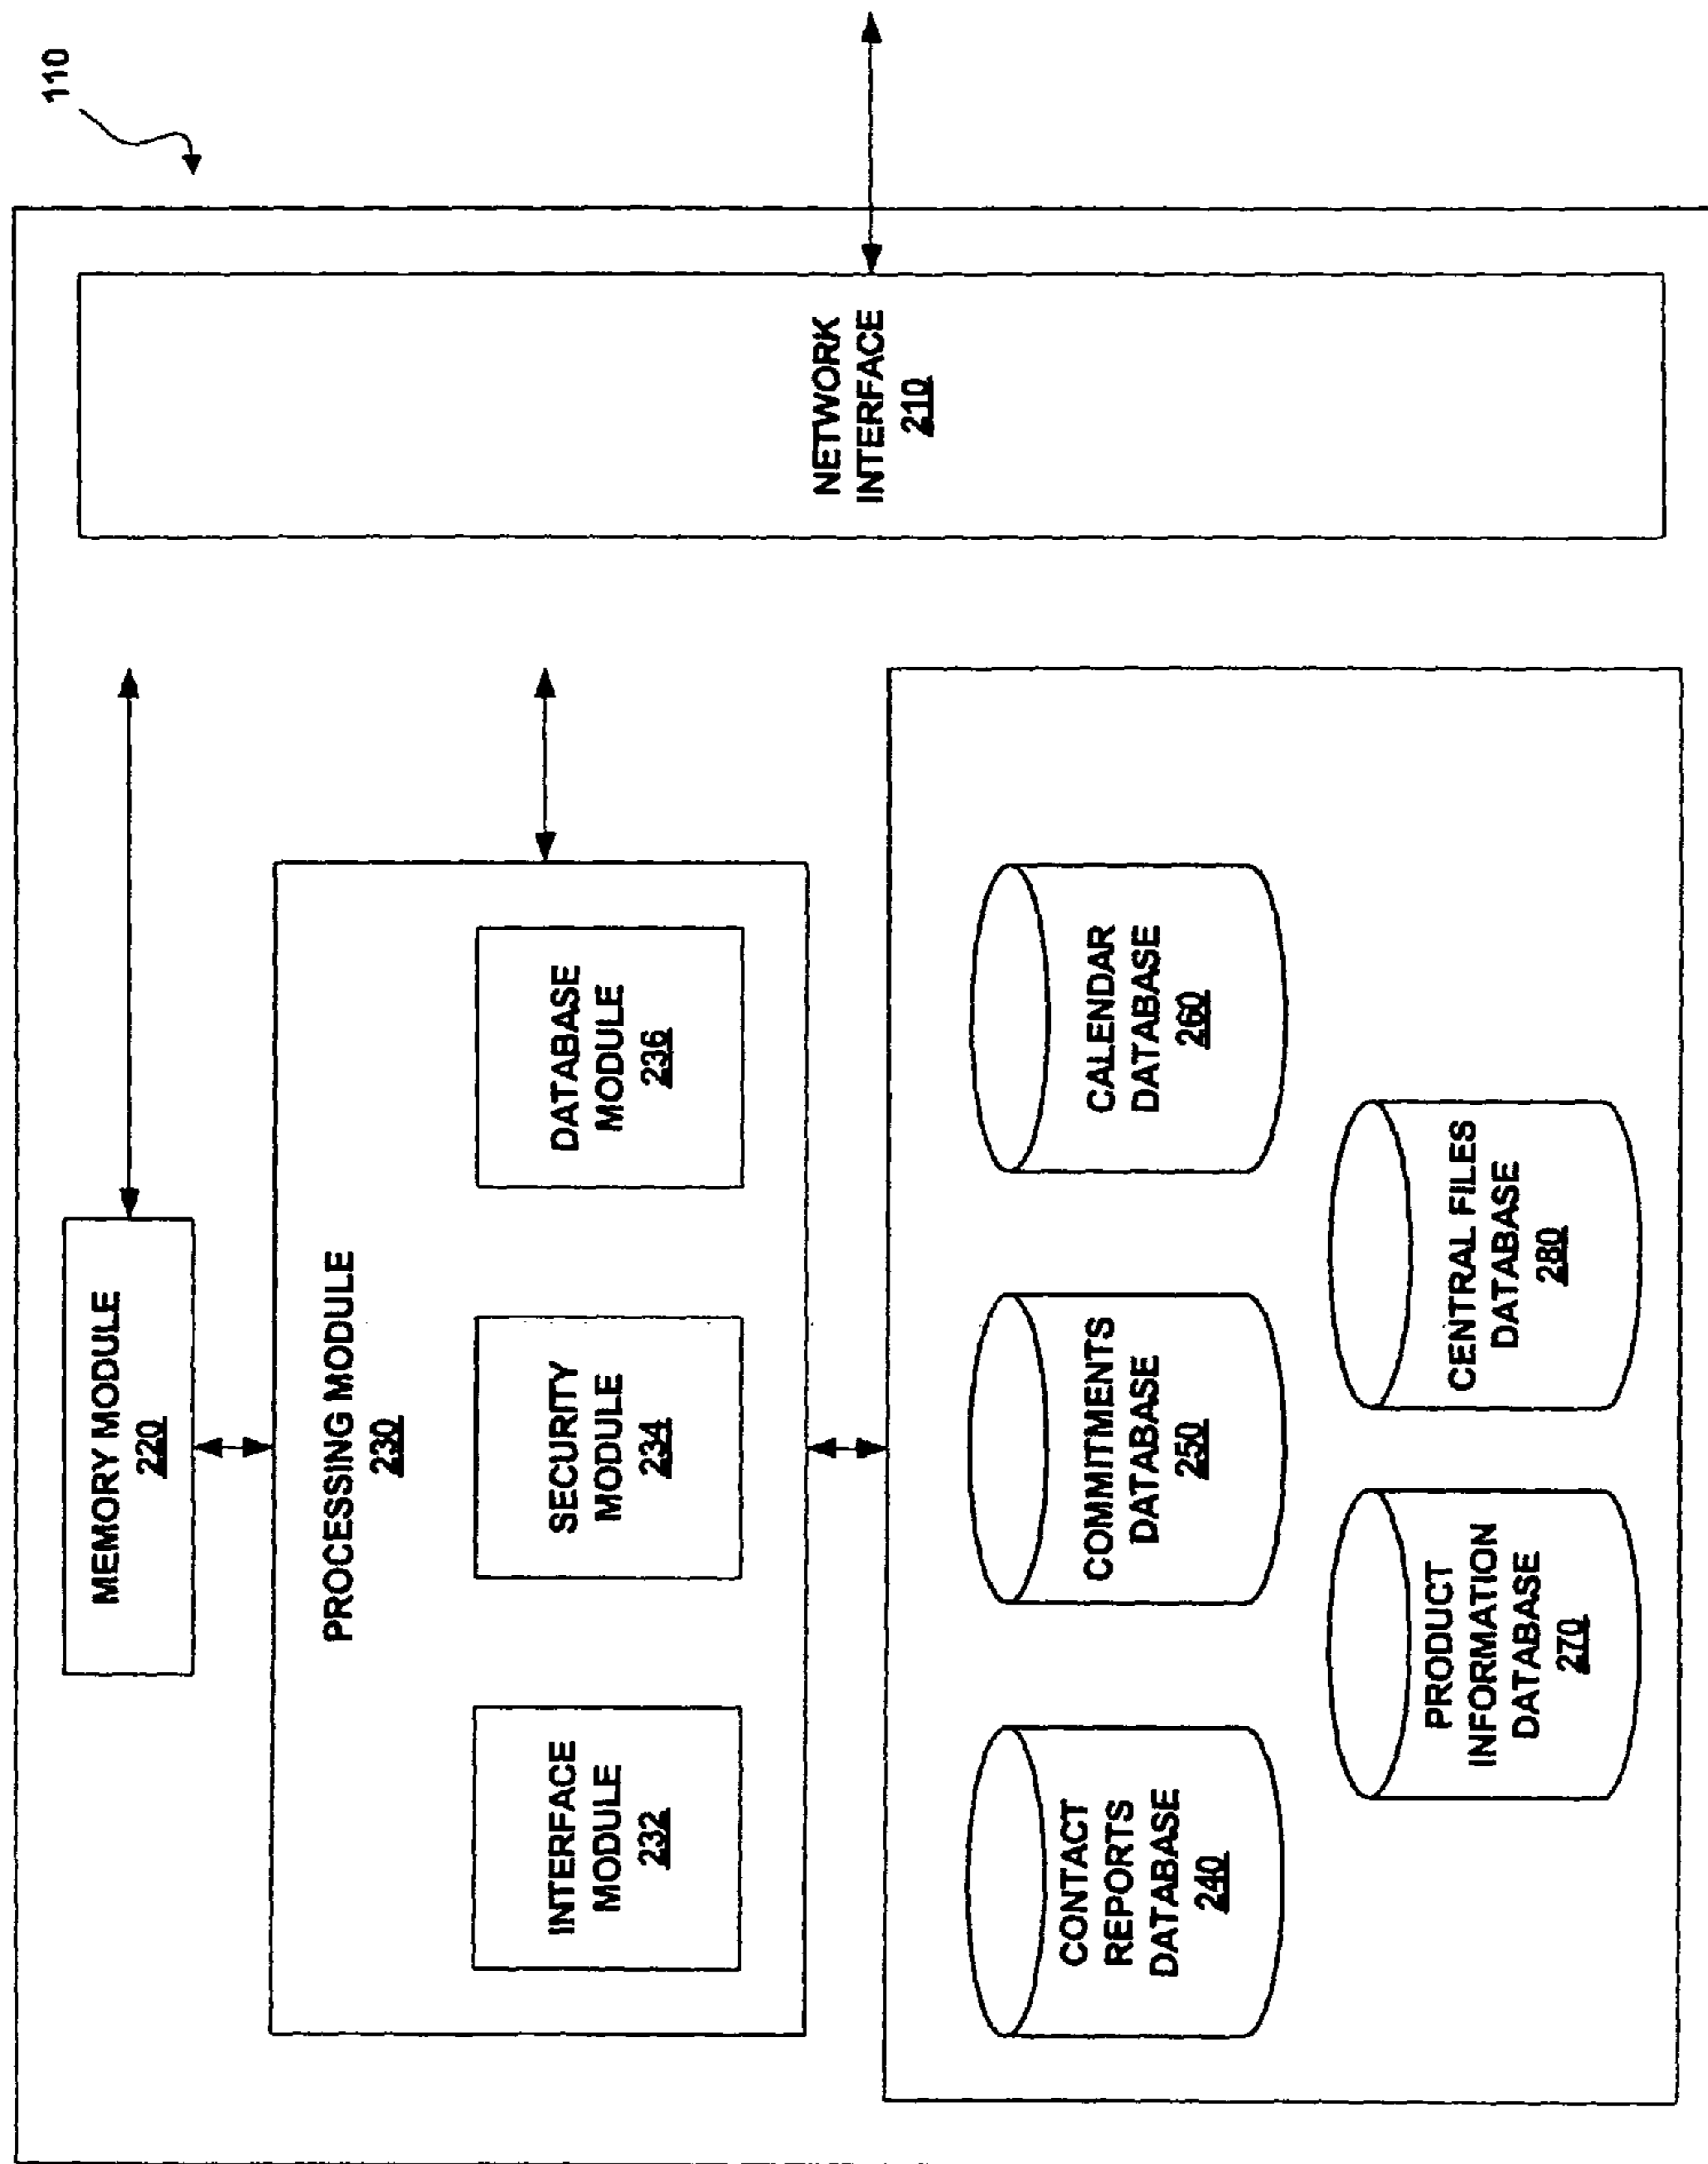 110
MEMORY MODULE
220
PROCESSING MODULE
230
INTERFACE
MODULE
232
SECURITY
MODULE
234
DATABASE
MODULE
236
CONTACT
REPORTS
DATABASE
240
COMMITMENTS
DATABASE
250
CALENDAR
DATABASE
260
PRODUCT
INFORMATION
DATABASE
270
CENTRAL FILES
DATABASE
280
NETWORK
INTERFACE
210